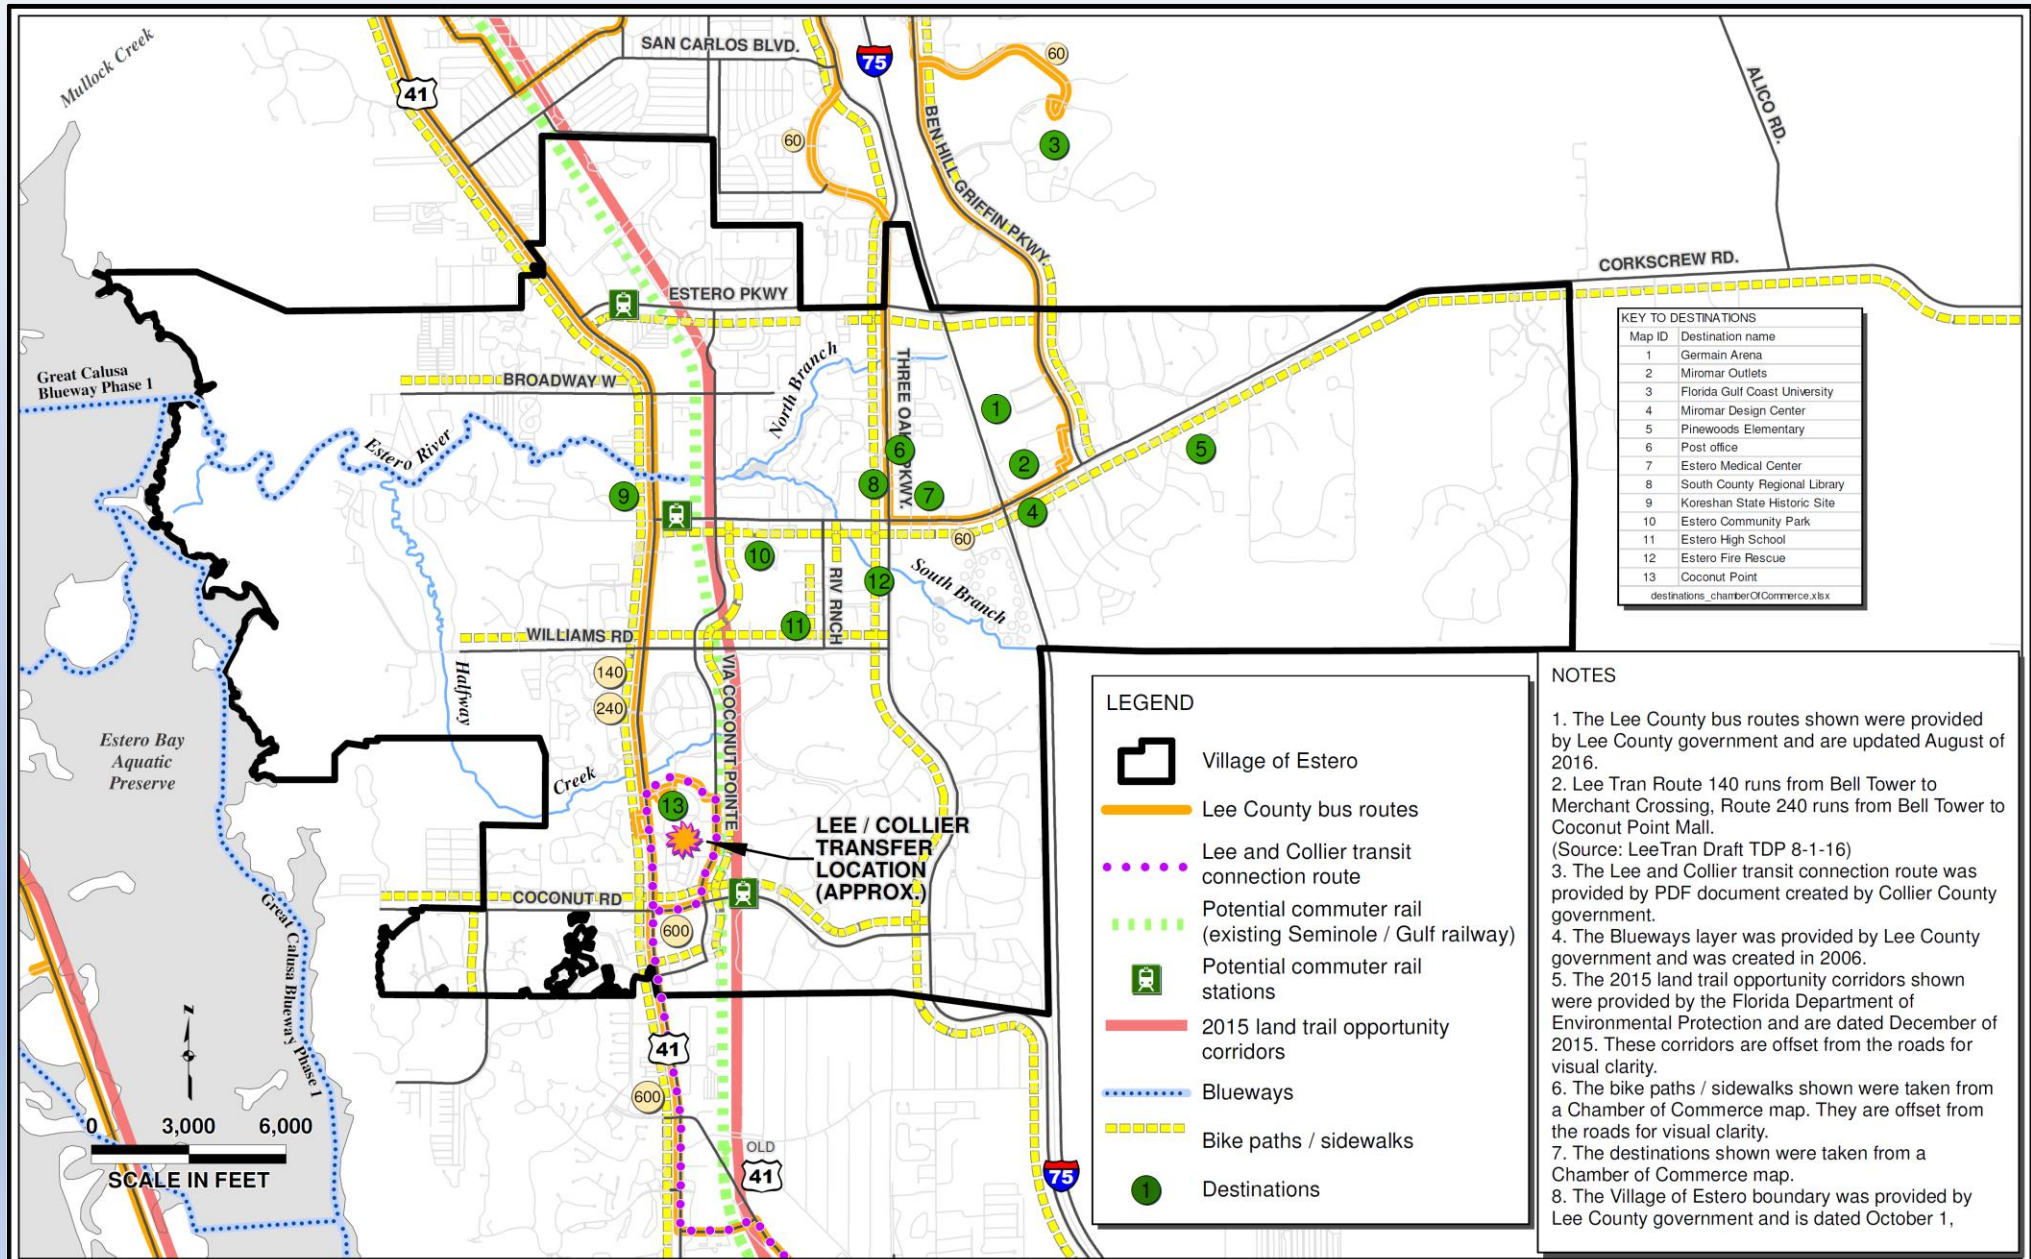 Mullock Creek
41
SAN CARLOS BLVD.
75
60
60
3
BEN HILL GRIFFIN PKWY.
ALICO RD.
CORKSCREW RD.
ESTERO PKWY
Great Calusa
Blueway Phase 1
BROADWAY W
North Branch
Estero River
THREE OAKS PKWY.
1
2
5
6
7
8
9
4
60
10
South Branch
12
RIV RNCH
11
WILLIAMS RD
140
240
Halfway
Creek
VIA COCONUT POINTE
Estero Bay
Aquatic
Preserve
13
LEE / COLLIER
TRANSFER
LOCATION
(APPROX.)
COCONUT RD
600
Great Calusa Blueway Phase 1
41
600
OLD
41
75
Z
0 3,000 6,000
SCALE IN FEET
KEY TO DESTINATIONS
Map ID Destination name
1 Germain Arena
2 Miromar Outlets
3 Florida Gulf Coast University
4 Miromar Design Center
5 Pinewoods Elementary
6 Post office
7 Estero Medical Center
8 South County Regional Library
9 Koreshan State Historic Site
10 Estero Community Park
11 Estero High School
12 Estero Fire Rescue
13 Coconut Point
destinations_chamberOfCommerce.xlsx
LEGEND
Village of Estero
Lee County bus routes
Lee and Collier transit
connection route
Potential commuter rail
(existing Seminole / Gulf railway)
Potential commuter rail
stations
2015 land trail opportunity
corridors
Blueways
Bike paths / sidewalks
1 Destinations
NOTES
1. The Lee County bus routes shown were provided
by Lee County government and are updated August of
2016.
2. Lee Tran Route 140 runs from Bell Tower to
Merchant Crossing, Route 240 runs from Bell Tower to
Coconut Point Mall.
(Source: LeeTran Draft TDP 8-1-16)
3. The Lee and Collier transit connection route was
provided by PDF document created by Collier County
government.
4. The Blueways layer was provided by Lee County
government and was created in 2006.
5. The 2015 land trail opportunity corridors shown
were provided by the Florida Department of
Environmental Protection and are dated December of
2015. These corridors are offset from the roads for
visual clarity.
6. The bike paths / sidewalks shown were taken from
a Chamber of Commerce map. They are offset from
the roads for visual clarity.
7. The destinations shown were taken from a
Chamber of Commerce map.
8. The Village of Estero boundary was provided by
Lee County government and is dated October 1,